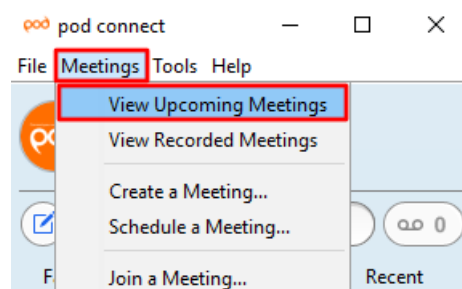 pod pod connect
File Meetings Tools Help
View Upcoming Meetings
View Recorded Meetings
Create a Meeting...
Schedule a Meeting...
0
Join a Meeting...
Recent